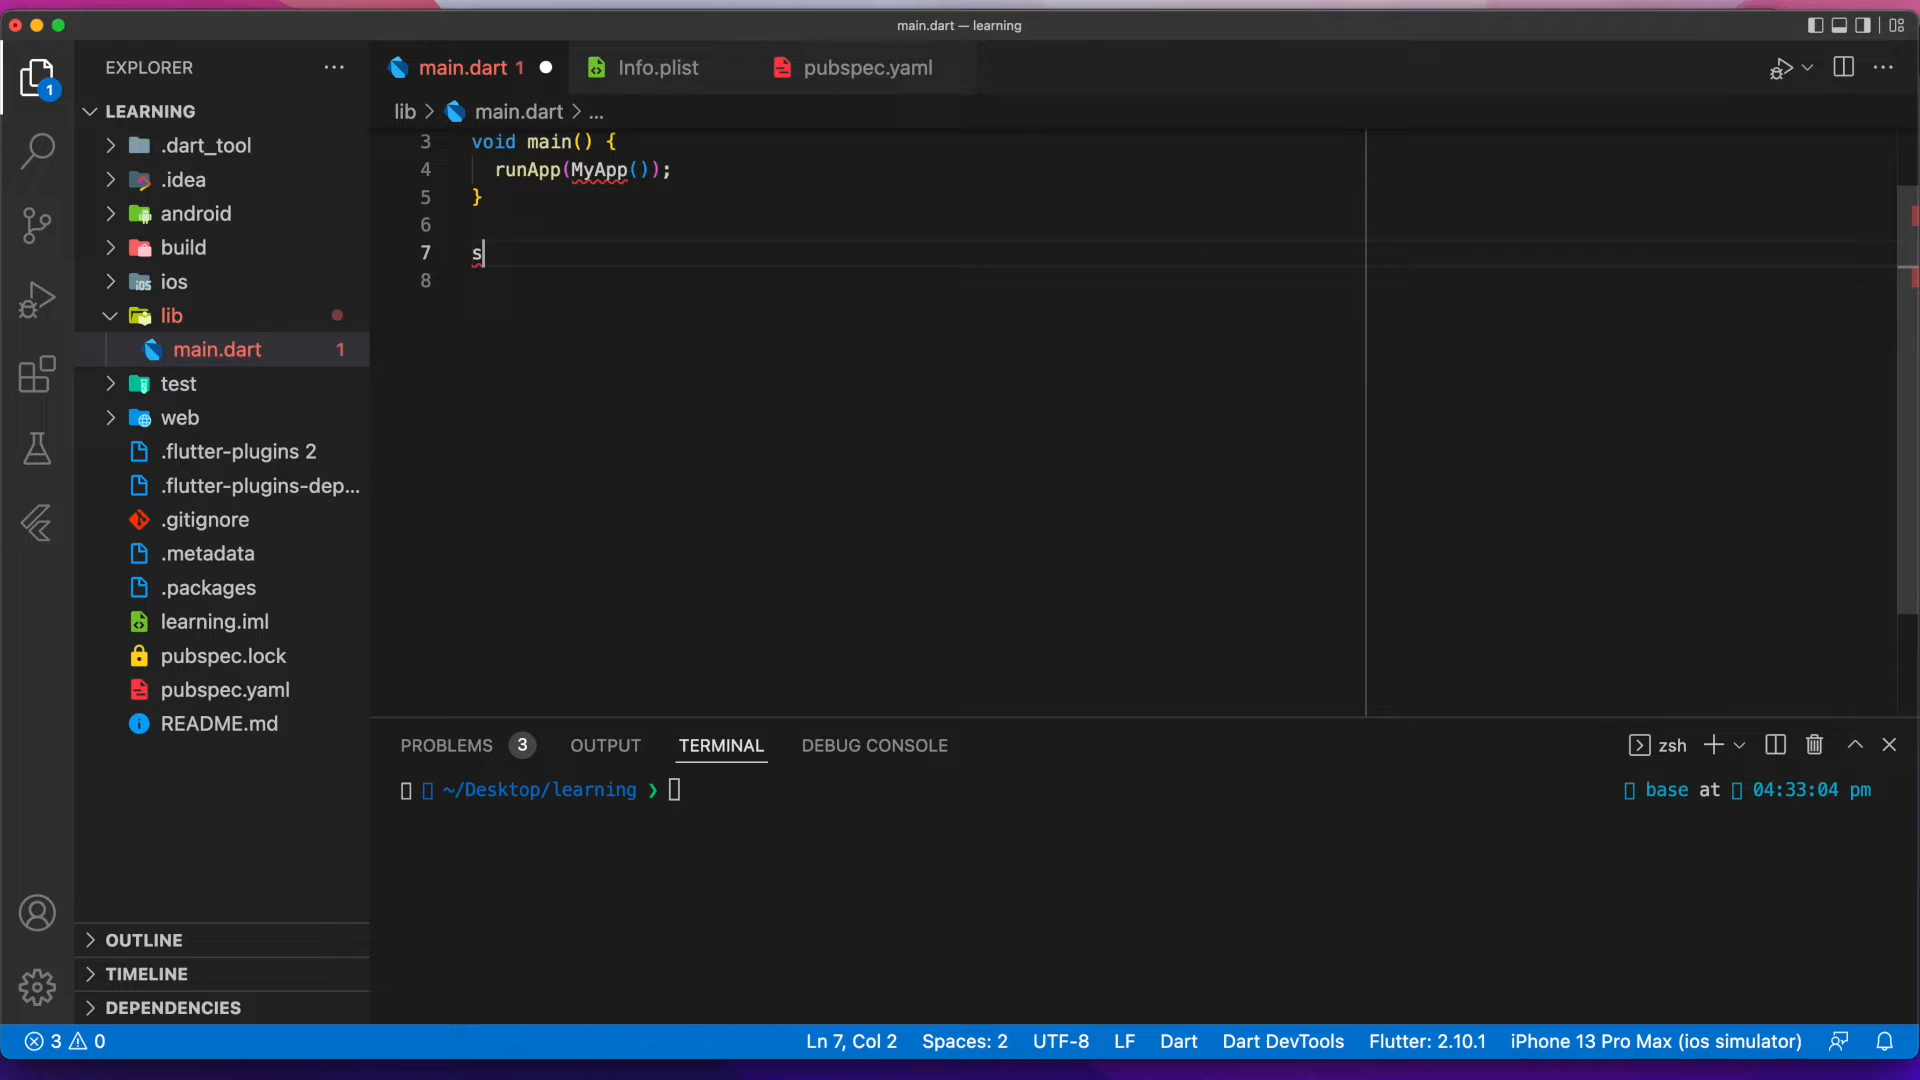 main.dart — learning
EXPLORER
main.dart 1
Info.plist
pubspec.yaml
1
LEARNING
lib > main.dart > ...
.dart_tool
.idea
android
build
ios
lib
main.dart 1
test
web
.flutter-plugins 2
.flutter-plugins-dep...
.gitignore
.metadata
.packages
learning.iml
pubspec.lock
pubspec.yaml
README.md
3 void main() {
4 runApp(MyApp());
5 }
6
7 s
8
PROBLEMS 3 OUTPUT TERMINAL DEBUG CONSOLE
zsh
~/Desktop/learning ❯
base at 04:33:04 pm
OUTLINE
TIMELINE
DEPENDENCIES
3 0
Ln 7, Col 2 Spaces: 2 UTF-8 LF Dart Dart DevTools Flutter: 2.10.1 iPhone 13 Pro Max (ios simulator)